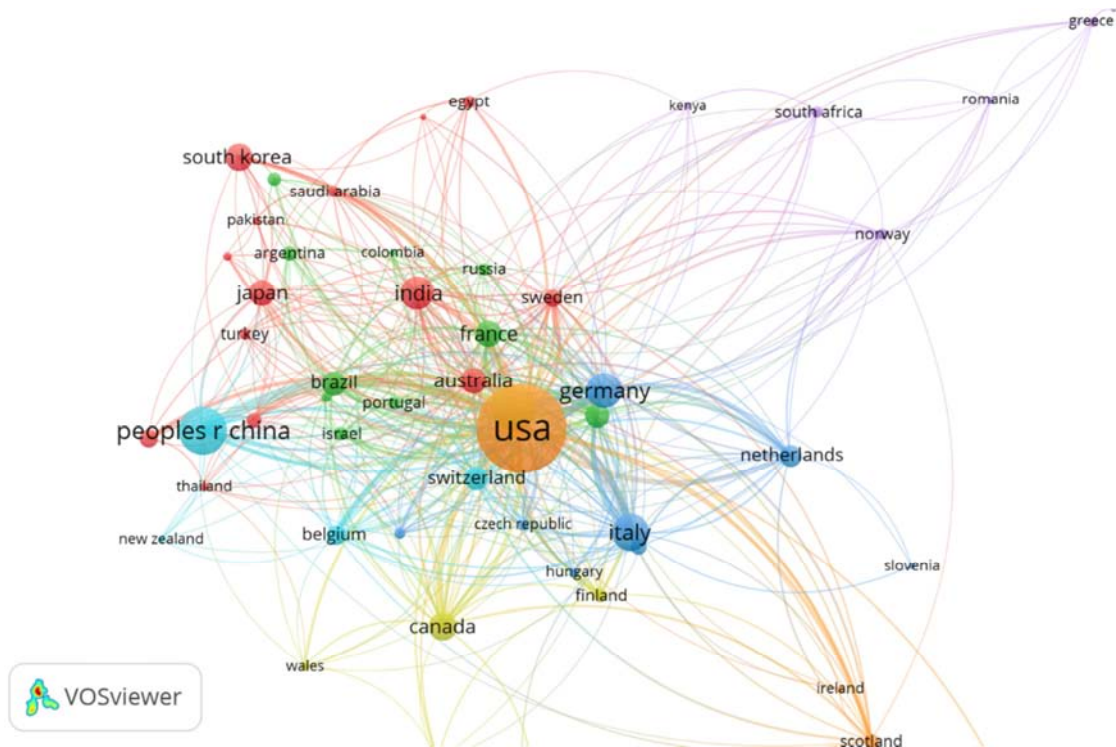 greece
egypt
kenya
south africa
romania
south korea
saudi arabia
pakistan
norway
argentina
colombia
russia
japan
india
sweden
turkey
france
brazil
australia
germany
portugal
usa
peoples r china
israel
netherlands
switzerland
thailand
czech republic
new zealand
belgium
italy
hungary
slovenia
finland
canada
wales
ireland
VOSviewer
scotland